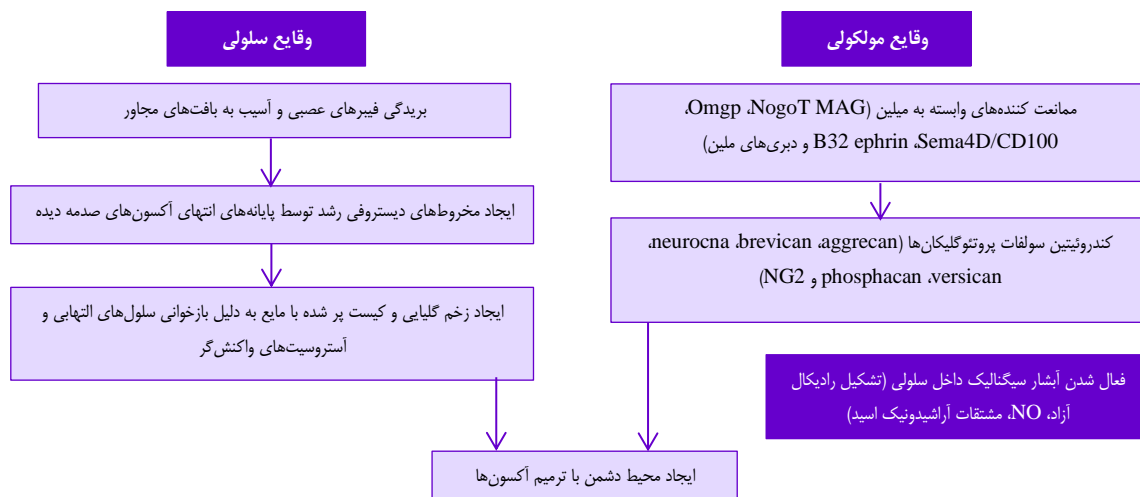 وقایع مولکولی
ممانعت کننده‌های وابسته به میلین (Omgp ،NogoT MAG،
B32 ephrin ،Sema4D/CD100 و دبری‌های ملین)
کندروئیتین سولفات پروتئوگلیکان‌ها (neurocna ،brevican ،aggrecan،
phosphacan ،versican و NG2)
فعال شدن آبشار سیگنالیک داخل سلولی (تشکیل رادیکال
آزاد، NO، مشتقات آراشیدونیک اسید)
وقایع سلولی
بریدگی فیبرهای عصبی و آسیب به بافت‌های مجاور
ایجاد مخروط‌های دیستروفی رشد توسط پایانه‌های انتهای آکسون‌های صدمه دیده
ایجاد زخم گلیایی و کیست پر شده با مایع به دلیل بازخوانی سلول‌های التهابی و
آستروسیت‌های واکنش‌گر
ایجاد محیط دشمن با ترمیم آکسون‌ها